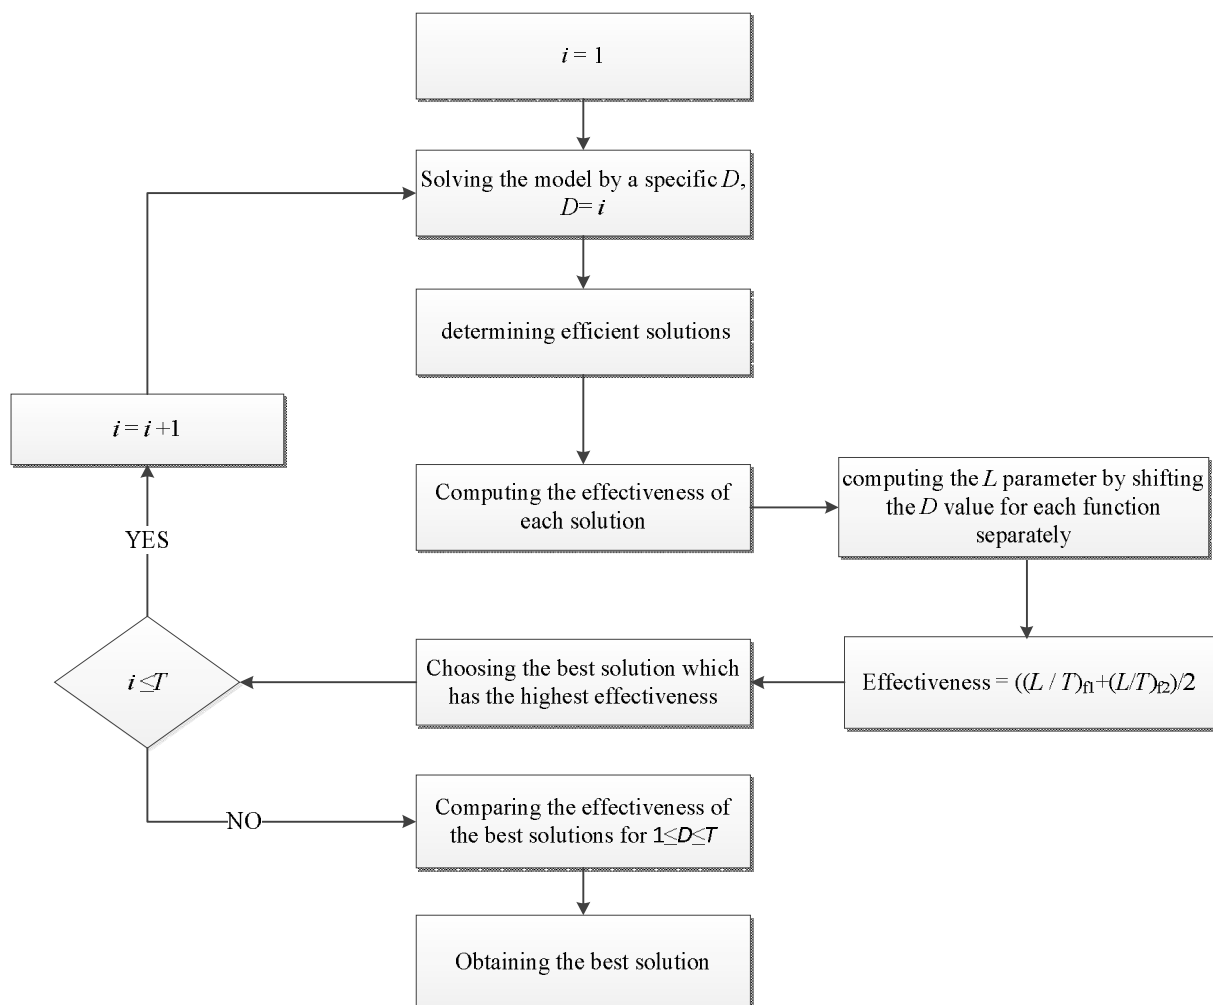 i = 1
Solving the model by a specific D,
D= i
determining efficient solutions
i = i +1
Computing the effectiveness of
each solution
computing the L parameter by shifting
the D value for each function
separately
YES
i ≤T
Choosing the best solution which
has the highest effectiveness
Effectiveness = ((L / T)f1+(L/T)f2)/2
NO
Comparing the effectiveness of
the best solutions for 1≤D≤T
Obtaining the best solution